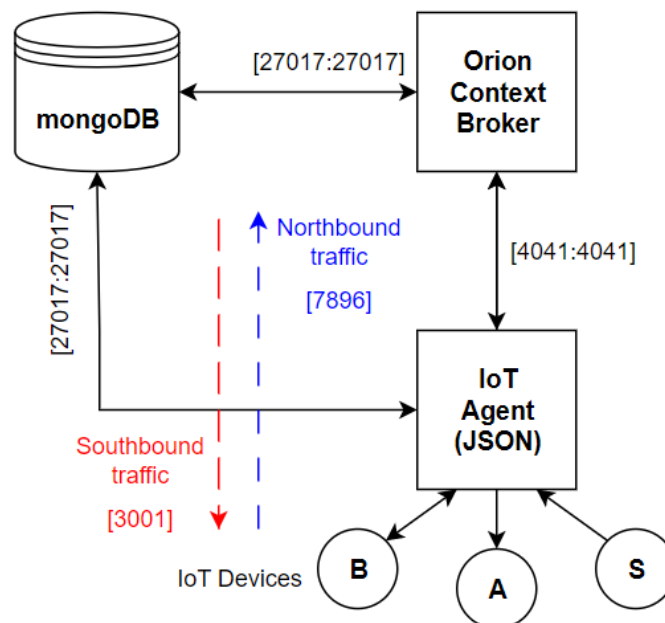 mongoDB
[27017:27017]
Orion
Context
Broker
[27017:27017]
Northbound
traffic
[7896]
[4041:4041]
Southbound
traffic
[3001]
IoT
Agent
(JSON)
IoT Devices
B
A
S